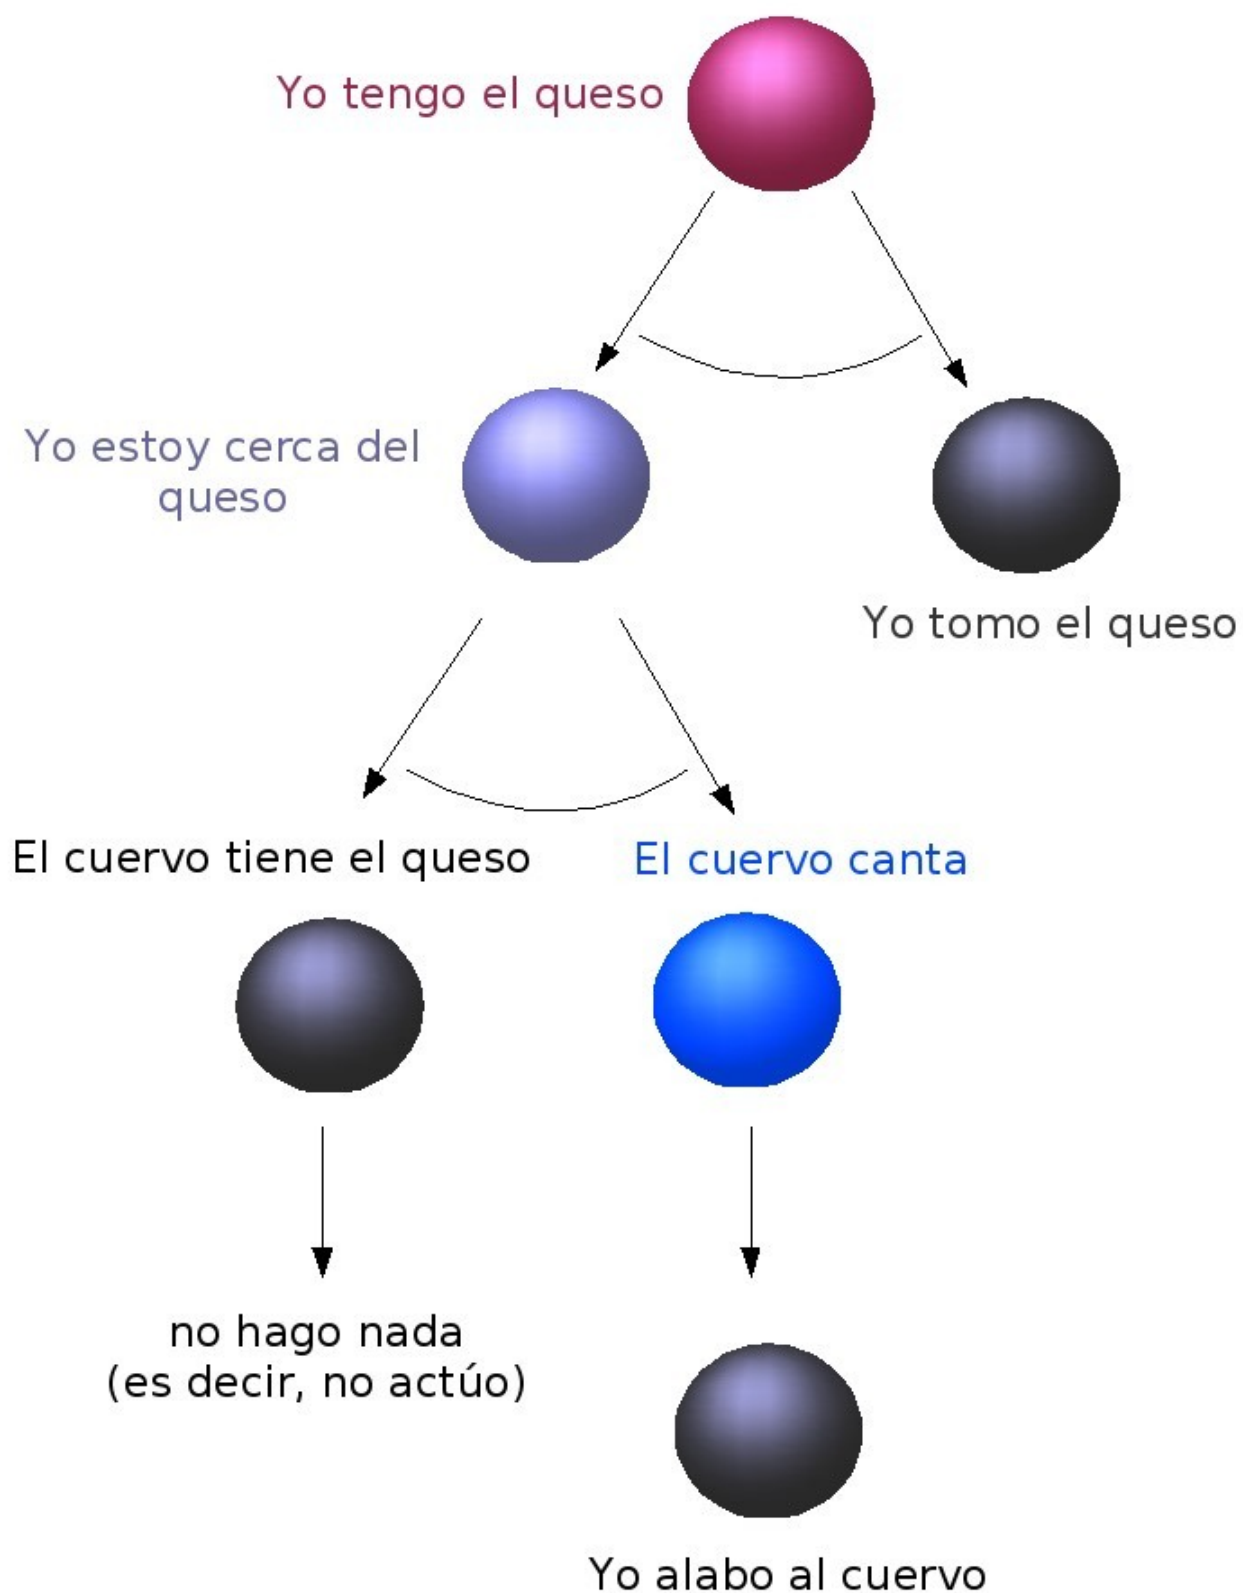 Yo tengo el queso
Yo estoy cerca del
queso
Yo tomo el queso
El cuervo tiene el queso
El cuervo canta
no hago nada
(es decir, no actúo)
Yo alabo al cuervo